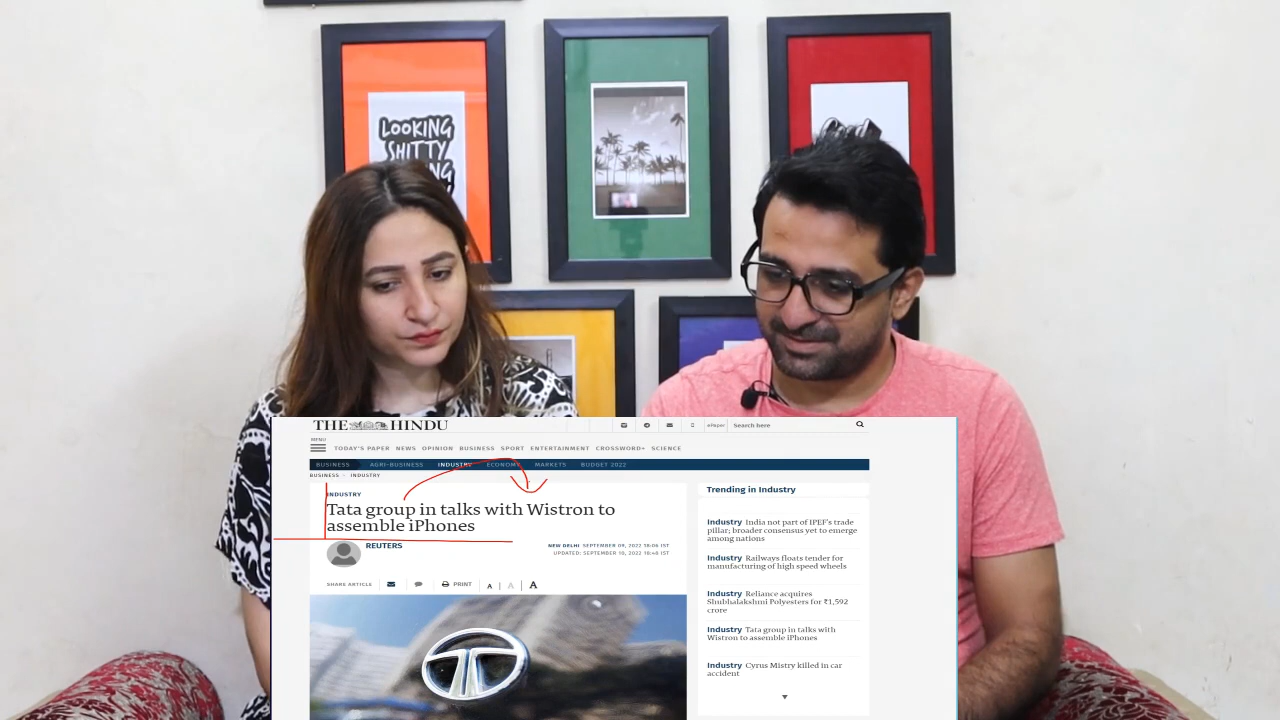 LOOKING
SHITTY
THE HINDU
ePaper
Search here
MENU
TODAY'S PAPER NEWS OPINION BUSINESS SPORT ENTERTAINMENT CROSSWORD+ SCIENCE
BUSINESS AGRI-BUSINESS INDUSTRY ECONOMY MARKETS BUDGET 2022
BUSINESS INDUSTRY
INDUSTRY
Tata group in talks with Wistron to
assemble iPhones
REUTERS
NEW DELHI SEPTEMBER 09, 2022 18:06 IST
UPDATED: SEPTEMBER 10, 2022 18:48 IST
SHARE ARTICLE PRINT A | A | A
Trending in Industry
Industry India not part of IPEF's trade
pillar; broader consensus yet to emerge
among nations
Industry Railways floats tender for
manufacturing of high speed wheels
Industry Reliance acquires
Shubhalakshmi Polyesters for ₹1,592
crore
Industry Tata group in talks with
Wistron to assemble iPhones
Industry Cyrus Mistry killed in car
accident